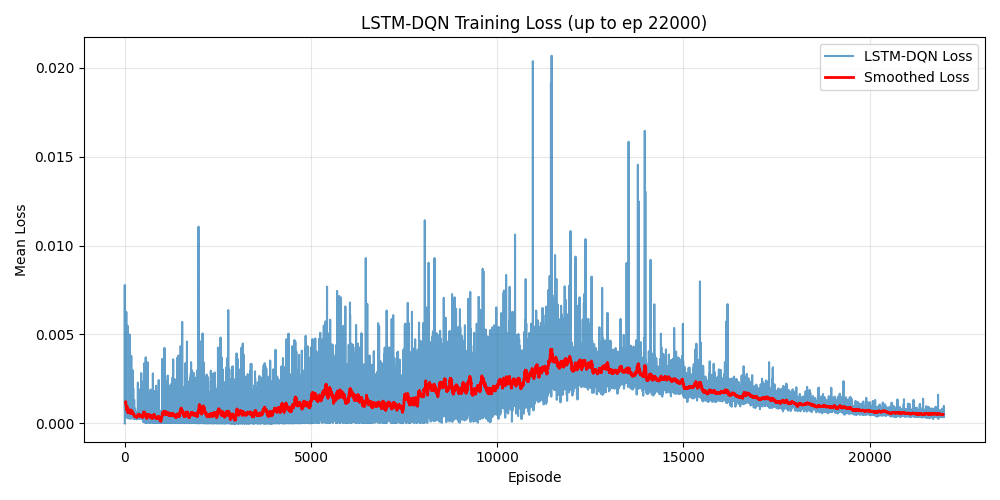 LSTM-DQN Training Loss (up to ep 22000)
LSTM-DQN Loss
Smoothed Loss
Mean Loss
0.020
0.015
0.010
0.005
0.000
0
5000
10000
15000
20000
Episode